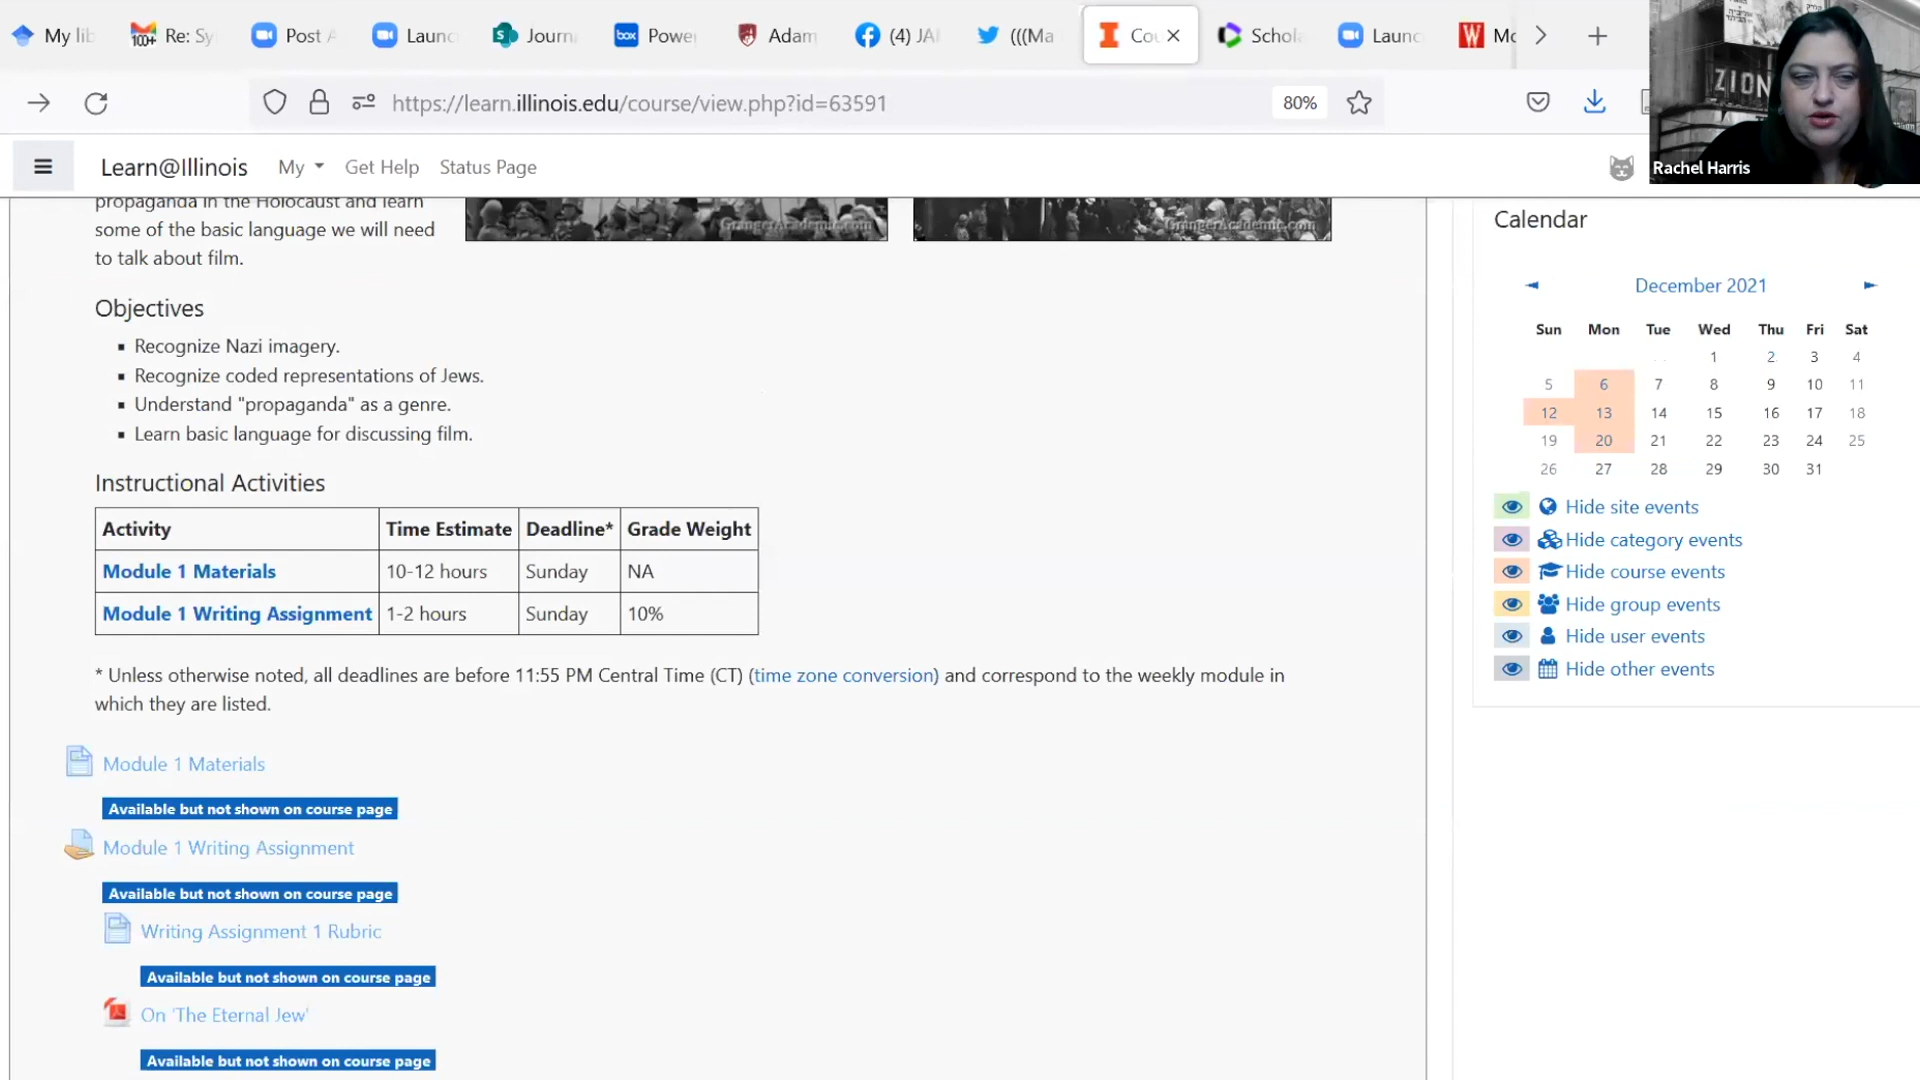 My lib
100+ Re: Sy
Post A
Launc
Journa
box Power
Adam
(4) JA
(((Ma
Cou
Schola
Launc
W Mc
https://learn.illinois.edu/course/view.php?id=63591
80%
ZION
Rachel Harris
Learn@Illinois My Get Help Status Page
propaganda in the Holocaust and learn
some of the basic language we will need
to talk about film.
GrangerAcademic.com
GrangerAcademic.com
Objectives
Recognize Nazi imagery.
Recognize coded representations of Jews.
Understand "propaganda" as a genre.
Learn basic language for discussing film.
Instructional Activities
Activity Time Estimate Deadline* Grade Weight
Module 1 Materials 10-12 hours Sunday NA
Module 1 Writing Assignment 1-2 hours Sunday 10%
* Unless otherwise noted, all deadlines are before 11:55 PM Central Time (CT) (time zone conversion) and correspond to the weekly module in
which they are listed.
Module 1 Materials
Available but not shown on course page
Module 1 Writing Assignment
Available but not shown on course page
Writing Assignment 1 Rubric
Available but not shown on course page
On 'The Eternal Jew'
Available but not shown on course page
Calendar
December 2021
Sun Mon Tue Wed Thu Fri Sat
1 2 3 4
5 6 7 8 9 10 11
12 13 14 15 16 17 18
19 20 21 22 23 24 25
26 27 28 29 30 31
Hide site events
Hide category events
Hide course events
Hide group events
Hide user events
Hide other events